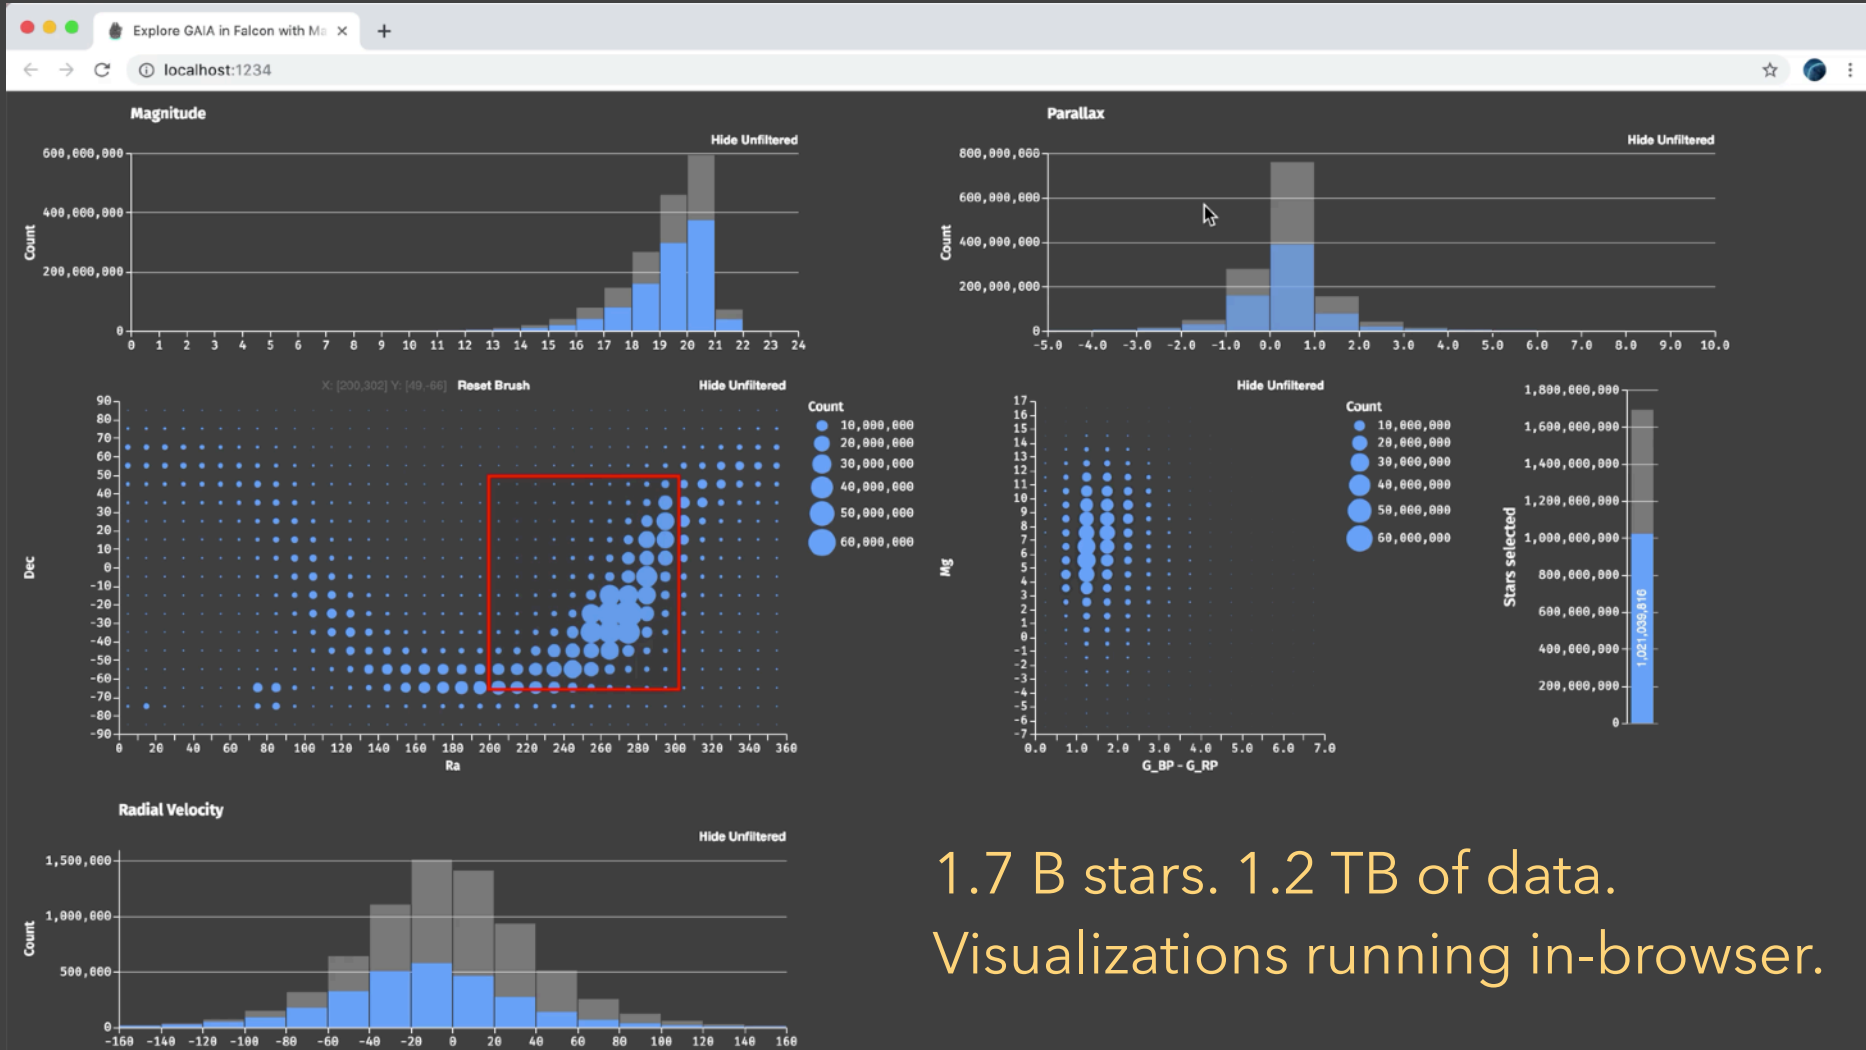 Explore GAIA in Falcon with Ma
localhost:1234
Magnitude
Hide Unfiltered
600,000,000
400,000,000
200,000,000
0
Count
0 1 2 3 4 5 6 7 8 9 10 11 12 13 14 15 16 17 18 19 20 21 22 23 24
Parallax
Hide Unfiltered
800,000,000
600,000,000
400,000,000
200,000,000
0
Count
-5.0 -4.0 -3.0 -2.0 -1.0 0.0 1.0 2.0 3.0 4.0 5.0 6.0 7.0 8.0 9.0 10.0
X: [200,302] Y: [49,-66] Reset Brush Hide Unfiltered
90
80
70
60
50
40
30
20
10
0
-10
-20
-30
-40
-50
-60
-70
-80
-90
Dec
0 20 40 60 80 100 120 140 160 180 200 220 240 260 280 300 320 340 360
Ra
Count
10,000,000
20,000,000
30,000,000
40,000,000
50,000,000
60,000,000
Hide Unfiltered
17
16
15
14
13
12
11
10
9
8
7
6
5
4
3
2
1
0
-1
-2
-3
-4
-5
-6
-7
Mg
0.0 1.0 2.0 3.0 4.0 5.0 6.0 7.0
G_BP - G_RP
Count
10,000,000
20,000,000
30,000,000
40,000,000
50,000,000
60,000,000
1,800,000,000
1,600,000,000
1,400,000,000
1,200,000,000
1,000,000,000
800,000,000
600,000,000
400,000,000
200,000,000
0
Stars selected
1,021,039,816
Radial Velocity
Hide Unfiltered
1,500,000
1,000,000
500,000
0
Count
-160 -140 -120 -100 -80 -60 -40 -20 0 20 40 60 80 100 120 140 160
1.7 B stars. 1.2 TB of data.
Visualizations running in-browser.